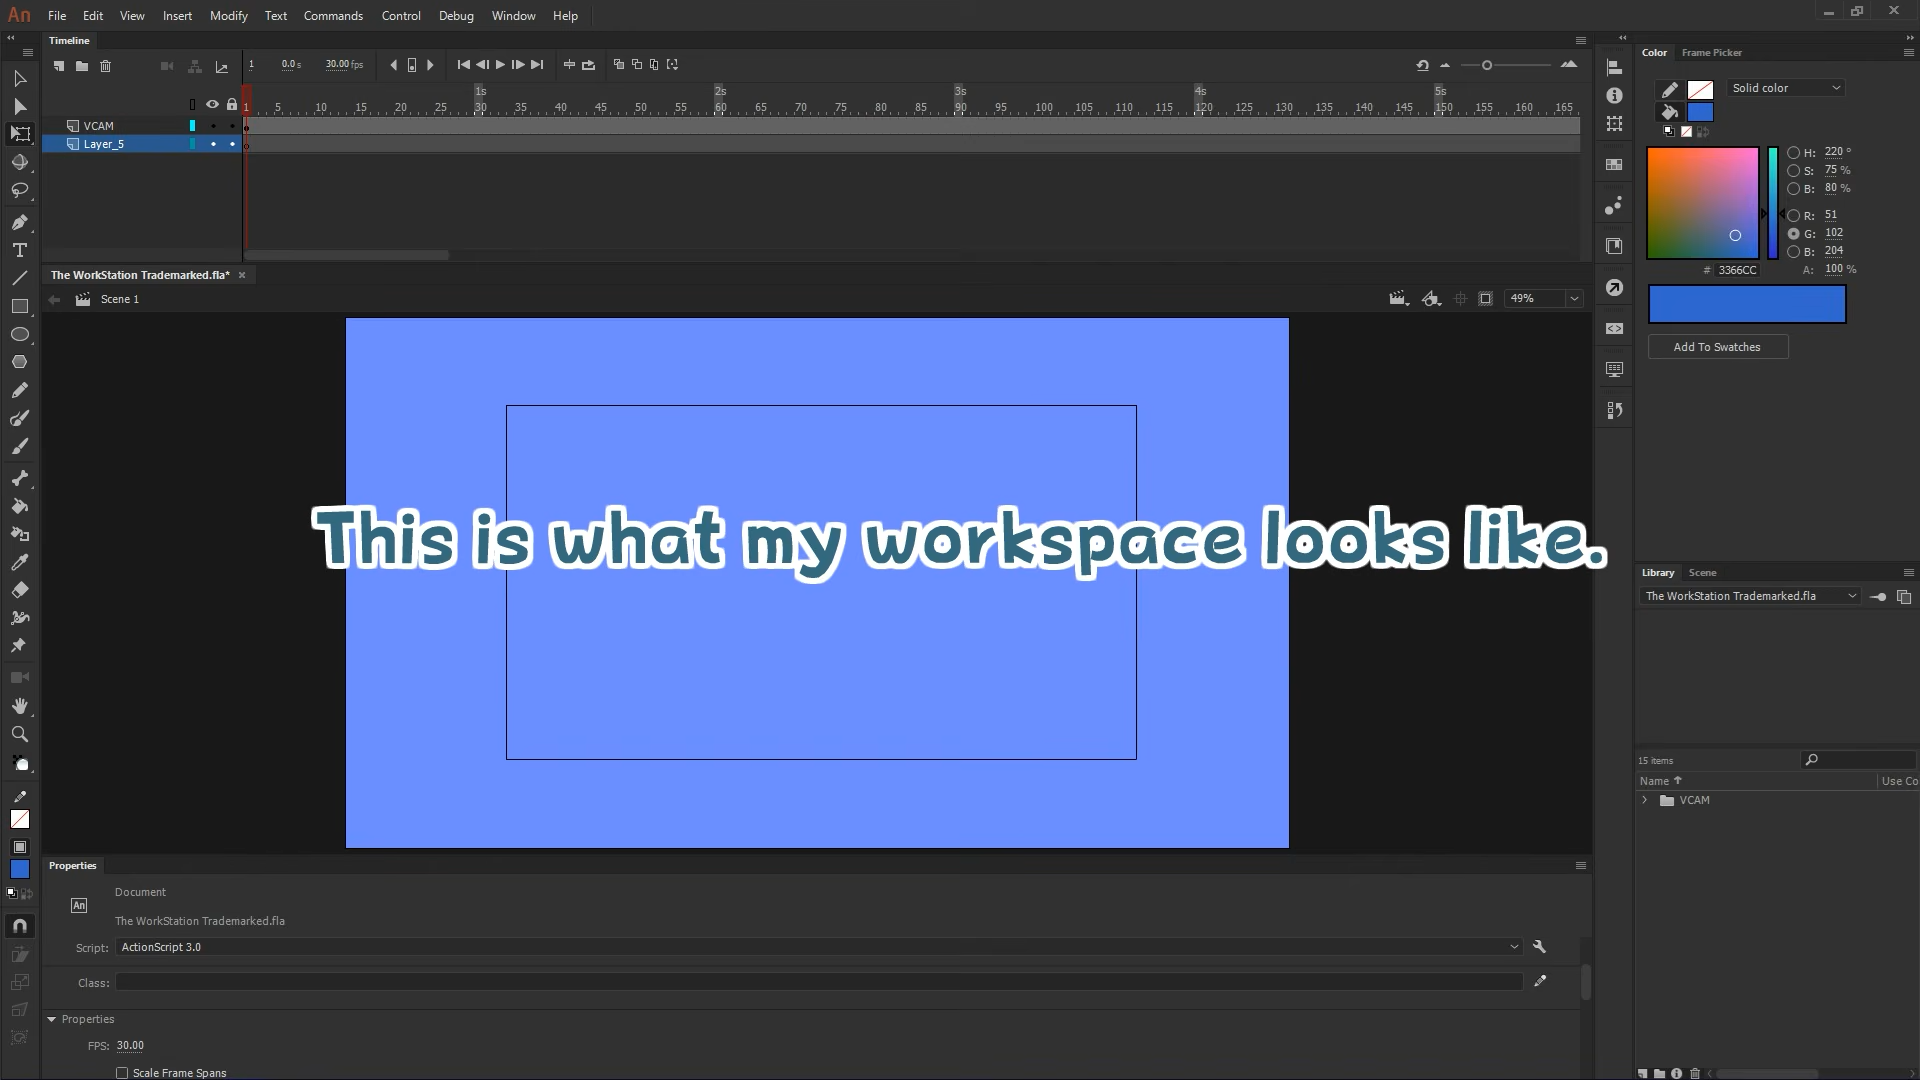 An File Edit View Insert Modify Text Commands Control Debug Window Help
Timeline
1 0.0 s 30.00 fps
1s 2s 3s 4s 5s
1 5 10 15 20 25 30 35 40 45 50 55 60 65 70 75 80 85 90 95 100 105 110 115 120 125 130 135 140 145 150 155 160 165
VCAM
Layer_5
The WorkStation Trademarked.fla*
Scene 1
49%
This is what my workspace looks like.
Properties
An
Document
The WorkStation Trademarked.fla
Script: ActionScript 3.0
Class:
Properties
FPS: 30.00
Scale Frame Spans
Color Frame Picker
Solid color
H: 220 °
S: 75 %
B: 80 %
R: 51
G: 102
B: 204
# 3366CC A: 100 %
Add To Swatches
Library Scene
The WorkStation Trademarked.fla
15 items
Name Use Co
VCAM